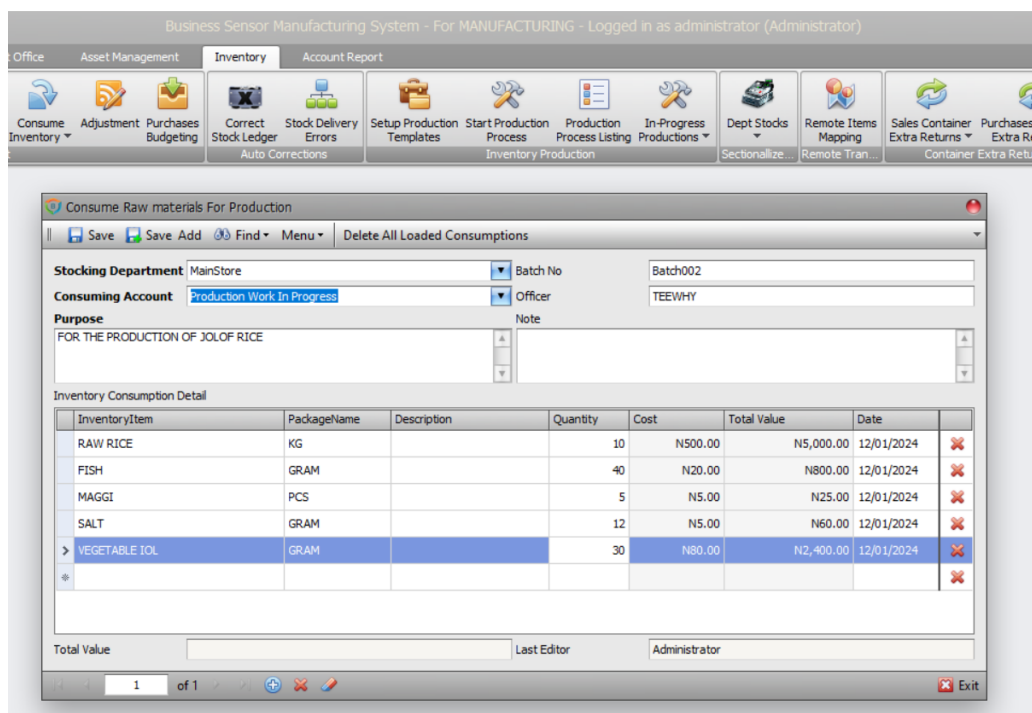 Business Sensor Manufacturing System - For MANUFACTURING - Logged in as administrator (Administrator)
Office Asset Management Inventory Account Report
Consume Inventory Adjustment Purchases Budgeting Correct Stock Ledger Stock Delivery Errors Setup Production Templates Start Production Process Production Process Listing In-Progress Productions Dept Stocks Remote Items Mapping Sales Container Extra Returns Purchases Extra
Auto Corrections Inventory Production Sectionalize... Remote Tran... Container Extra
Consume Raw materials For Production
Save Save Add Find Menu Delete All Loaded Consumptions
Stocking Department MainStore Batch No Batch002
Consuming Account Production Work In Progress Officer TEEWHY
Purpose Note
FOR THE PRODUCTION OF JOLOF RICE
Inventory Consumption Detail
InventoryItem PackageName Description Quantity Cost Total Value Date
RAW RICE KG 10 N500.00 N5,000.00 12/01/2024
FISH GRAM 40 N20.00 N800.00 12/01/2024
MAGGI PCS 5 N5.00 N25.00 12/01/2024
SALT GRAM 12 N5.00 N60.00 12/01/2024
VEGETABLE IOL GRAM 30 N80.00 N2,400.00 12/01/2024
Total Value Last Editor Administrator
1 of 1 Exit